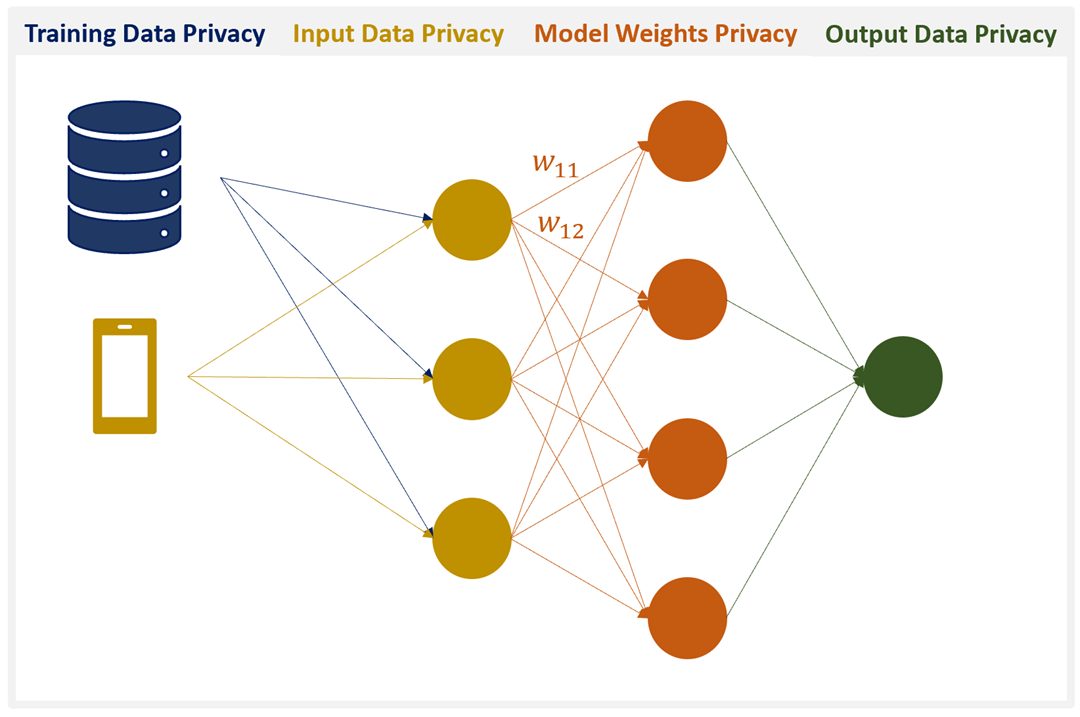 Training Data Privacy Input Data Privacy Model Weights Privacy Output Data Privacy
w11
w12